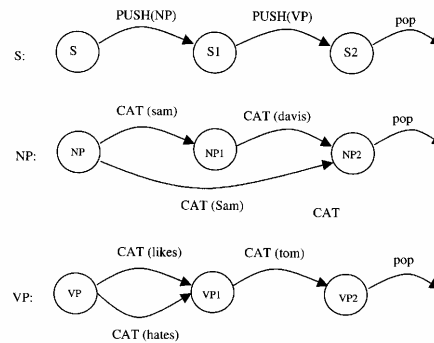 PUSH(NP) PUSH(VP) pop
S: S S1 S2
CAT (sam) CAT (davis) pop
NP: NP NP1 NP2
CAT (Sam)
CAT
CAT (likes) CAT (tom) pop
VP: VP VP1 VP2
CAT (hates)